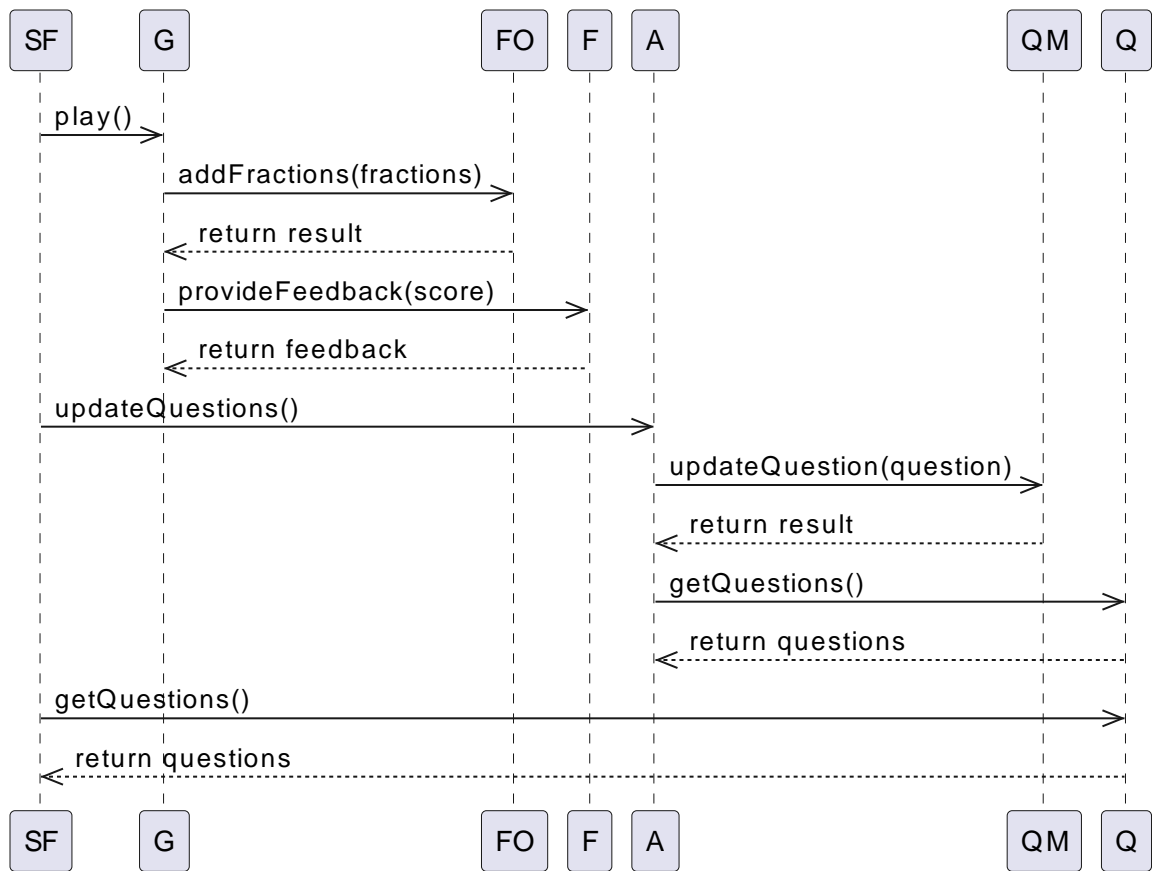 SF G FO F A QM Q
play()
addFractions(fractions)
return result
provideFeedback(score)
return feedback
updateQuestions()
updateQuestion(question)
return result
getQuestions()
return questions
getQuestions()
return questions
SF G FO F A QM Q